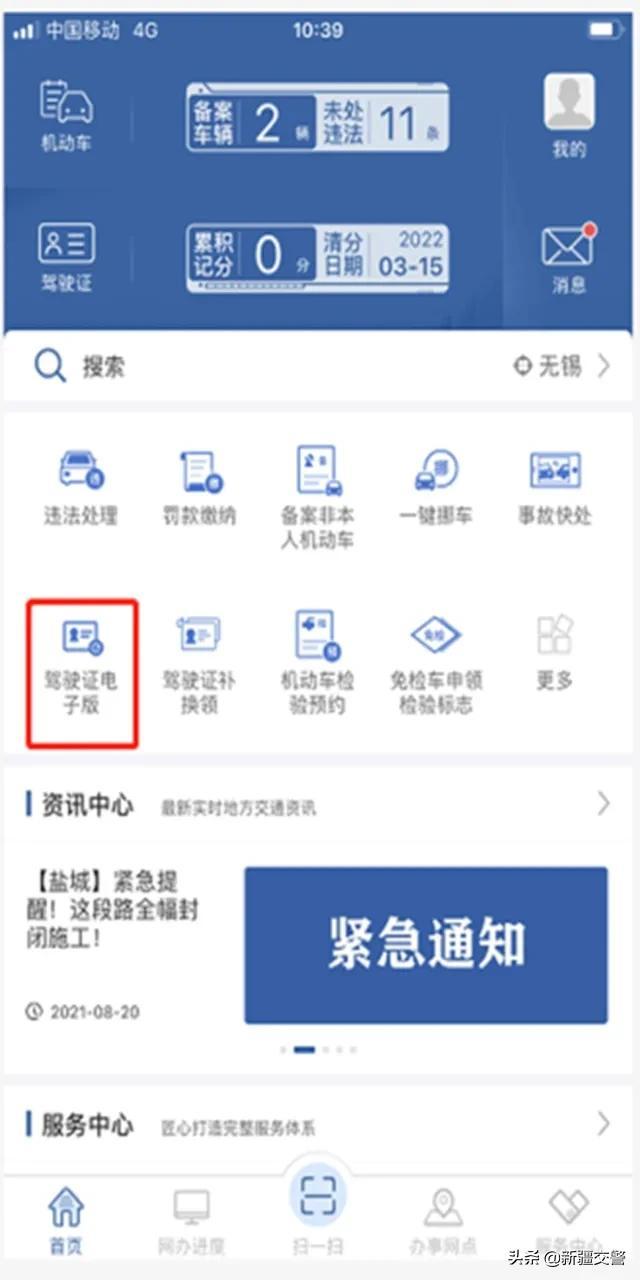 中国移动 4G 10:39
机动车
备案车辆 2 辆 未处违法 11 条
我的
驾驶证
累积记分 0 分 清分日期 2022 03-15
消息
搜索 无锡
违法处理 罚款缴纳 备案非本 一键挪车 事故快处
人机动车
驾驶证电 驾驶证补 机动车检 免检车申领 更多
子版 换领 验预约 检验标志
资讯中心 最新实时地方交通资讯
【盐城】紧急提
醒！这段路全幅封
闭施工！
紧急通知
2021-08-20
服务中心 匠心打造完整服务体系
首页 网办进度 扫一扫 办事网点 服务中心
头条 @新疆交警